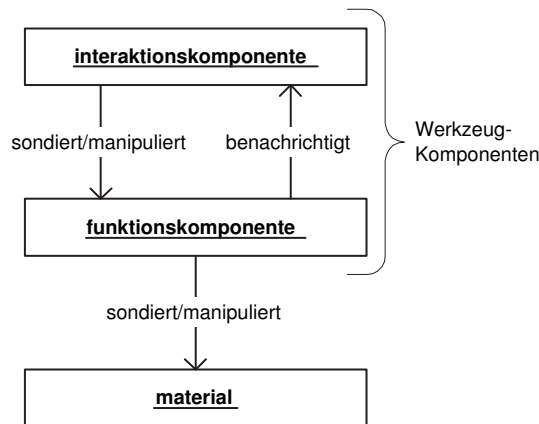 interaktionskomponente
sondiert/manipuliert
benachrichtigt
Werkzeug-
Komponenten
funktionskomponente
sondiert/manipuliert
material